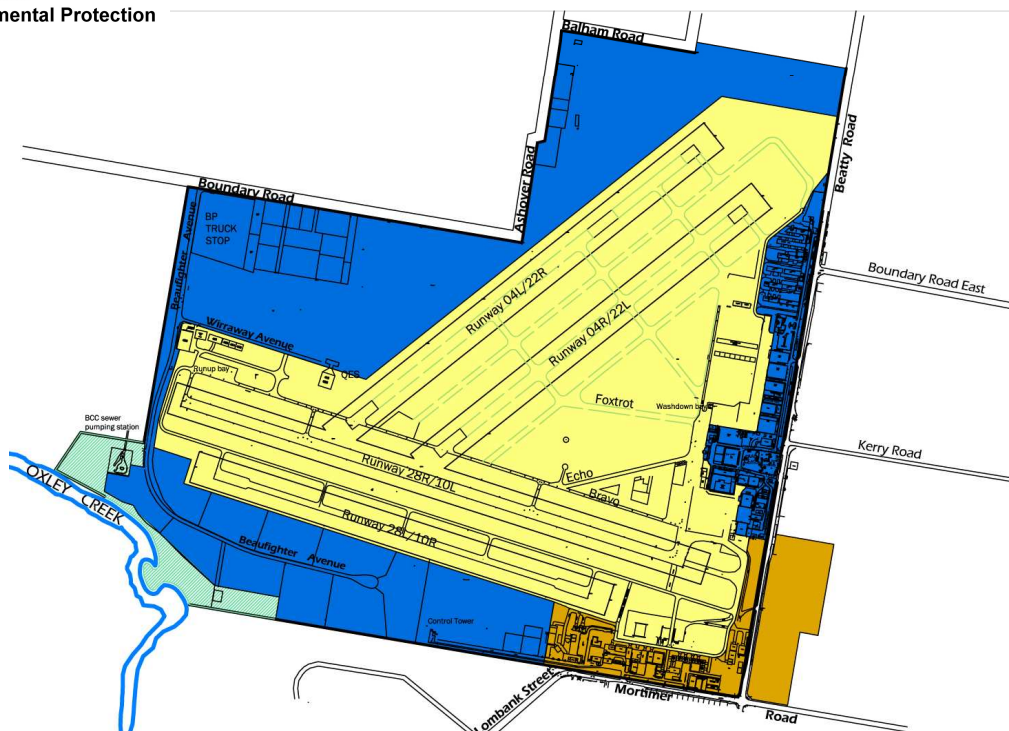 mental Protection
Balham Road
Beatty Road
Ashover Road
Boundary Road
BP
TRUCK
STOP
Beaufighter Avenue
Boundary Road East
Runway 04L/22R
Runway 04R/22L
Wirraway Avenue
QES
Runup bay
Foxtrot
Washdown bay
BCC sewer
pumping station
Kerry Road
Runway 28R/10L
Echo
Bravo
OXLEY CREEK
Runway 28L/10R
Beaufighter Avenue
Control Tower
Lombank Street
Mortimer
Road